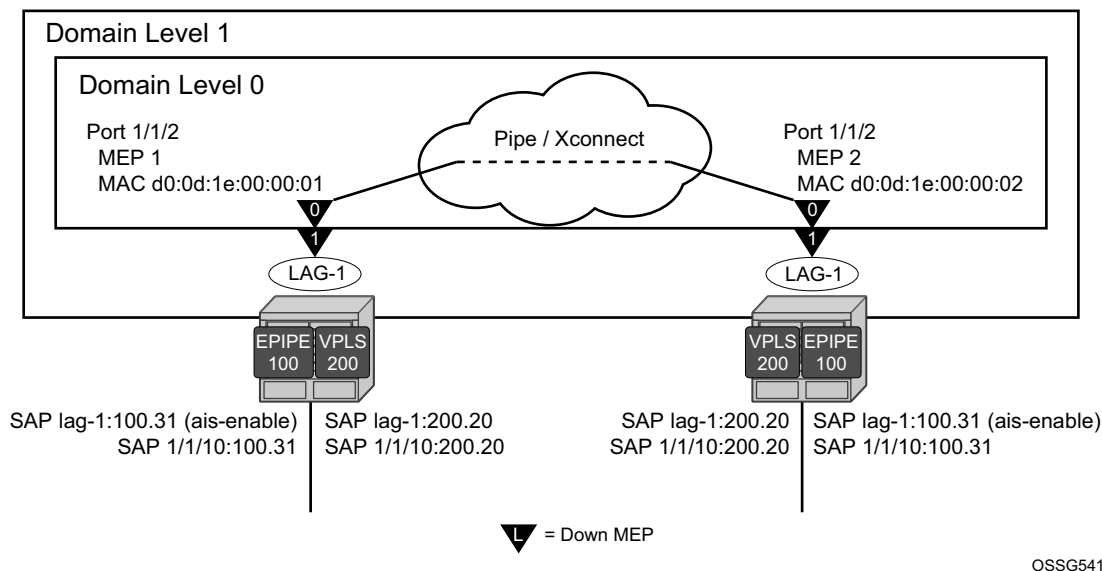 Domain Level 1
Domain Level 0
Port 1/1/2
MEP 1
MAC d0:0d:1e:00:00:01
Pipe / Xconnect
Port 1/1/2
MEP 2
MAC d0:0d:1e:00:00:02
0
0
1
1
LAG-1
LAG-1
EPIPE
100
VPLS
200
VPLS
200
EPIPE
100
SAP lag-1:100.31 (ais-enable)
SAP 1/1/10:100.31
SAP lag-1:200.20
SAP 1/1/10:200.20
SAP lag-1:200.20
SAP 1/1/10:200.20
SAP lag-1:100.31 (ais-enable)
SAP 1/1/10:100.31
L = Down MEP
OSSG541